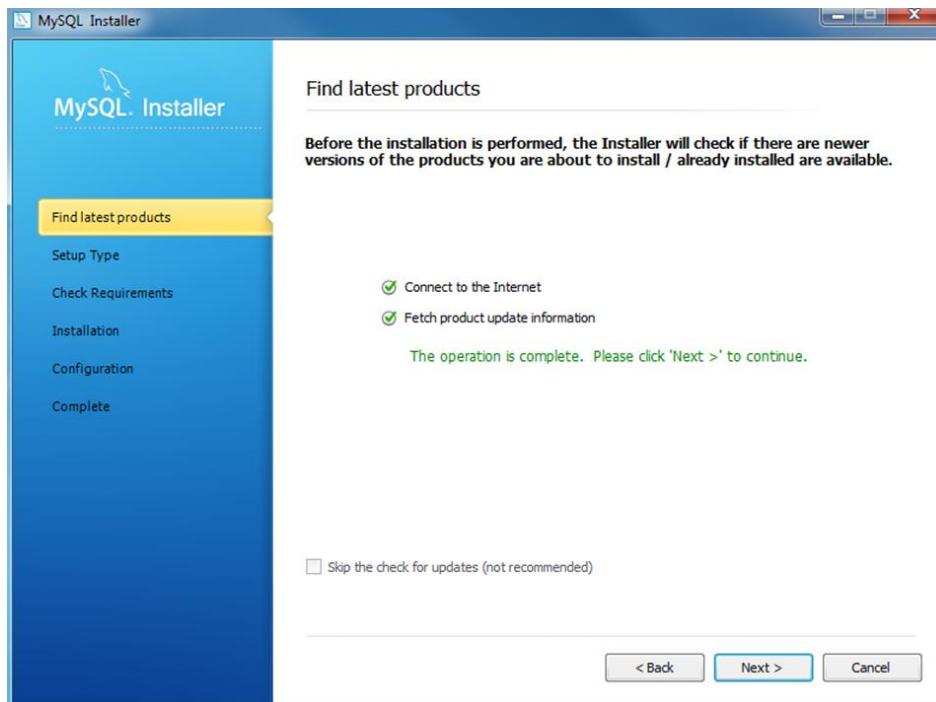 MySQL Installer
MySQL. Installer
Find latest products
Setup Type
Check Requirements
Installation
Configuration
Complete
Find latest products
Before the installation is performed, the Installer will check if there are newer
versions of the products you are about to install / already installed are available.
Connect to the Internet
Fetch product update information
The operation is complete. Please click 'Next >' to continue.
Skip the check for updates (not recommended)
< Back
Next >
Cancel